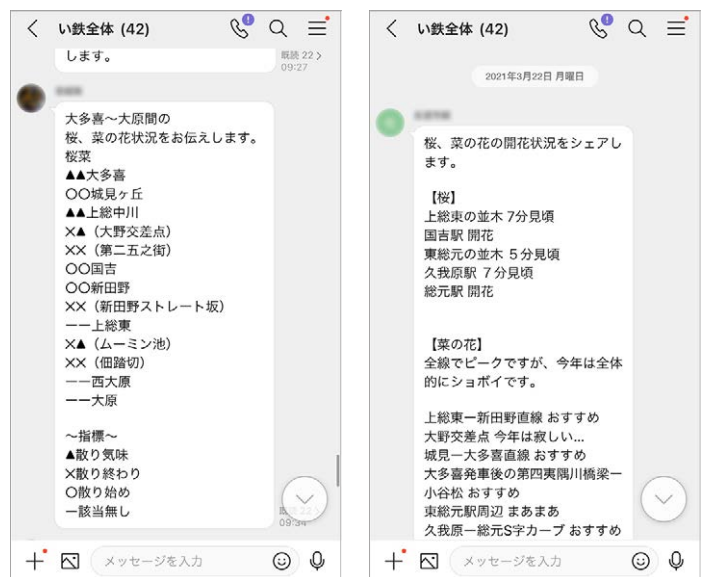 い鉄全体 (42)
します。
既読 22
09:27
大多喜～大原間の
桜、菜の花状況をお伝えします。
桜菜
▲▲大多喜
〇〇城見ヶ丘
▲▲上総中川
×▲（大野交差点）
××（第二五之街）
〇〇国吉
〇〇新田野
××（新田野ストレート坂）
ーー上総東
×▲（ムーミン池）
××（佃踏切）
ーー西大原
ーー大原
～指標～
▲散り気味
×散り終わり
〇散り始め
ー該当無し
既読 22
09:34
メッセージを入力
い鉄全体 (42)
2021年3月22日 月曜日
桜、菜の花の開花状況をシェアし
ます。
【桜】
上総東の並木 7分見頃
国吉駅 開花
東総元の並木 ５分見頃
久我原駅 ７分見頃
総元駅 開花
【菜の花】
全線でピークですが、今年は全体
的にショボイです。
上総東ー新田野直線 おすすめ
大野交差点 今年は寂しい...
城見ー大多喜直線 おすすめ
大多喜発車後の第四夷隅川橋梁ー
小谷松 おすすめ
東総元駅周辺 まあまあ
久我原ー総元S字カーブ おすすめ
メッセージを入力